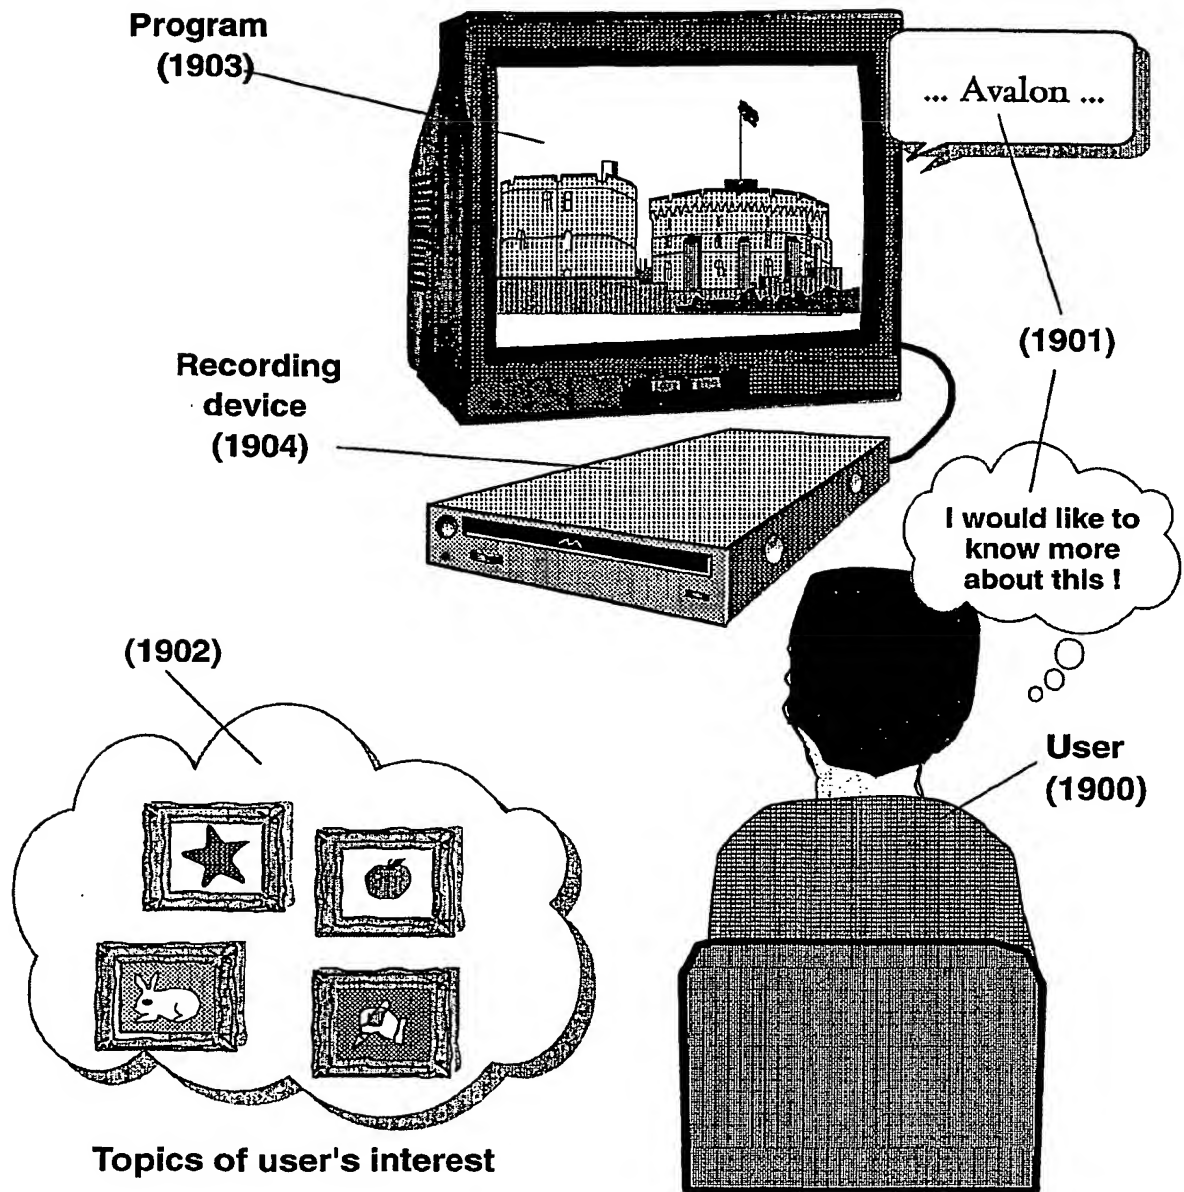 Program
(1903)
... Avalon ...
(1901)
Recording
device
(1904)
I would like to
know more
about this !
(1902)
User
(1900)
Topics of user's interest